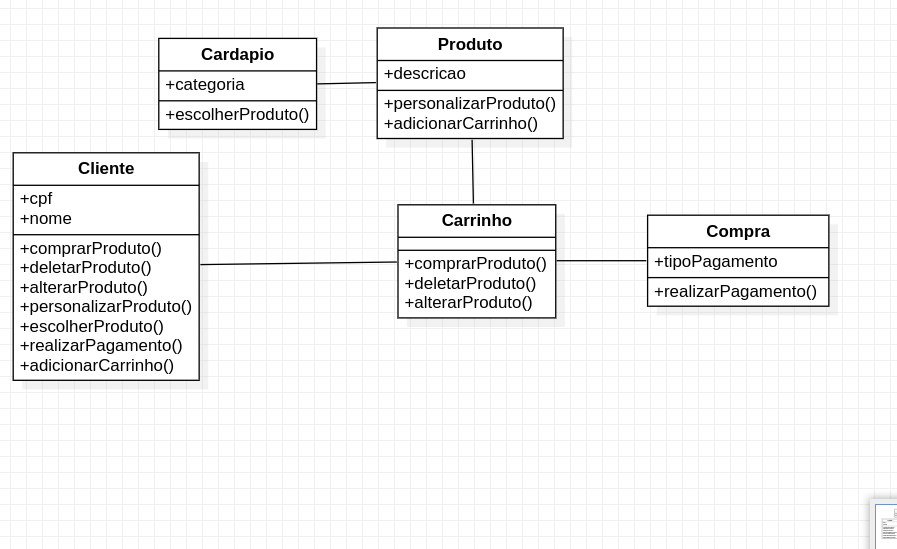 Cardapio
+categoria
+escolherProduto()
Produto
+descricao
+personalizarProduto()
+adicionarCarrinho()
Cliente
+cpf
+nome
+comprarProduto()
+deletarProduto()
+alterarProduto()
+personalizarProduto()
+escolherProduto()
+realizarPagamento()
+adicionarCarrinho()
Carrinho
+comprarProduto()
+deletarProduto()
+alterarProduto()
Compra
+tipoPagamento
+realizarPagamento()